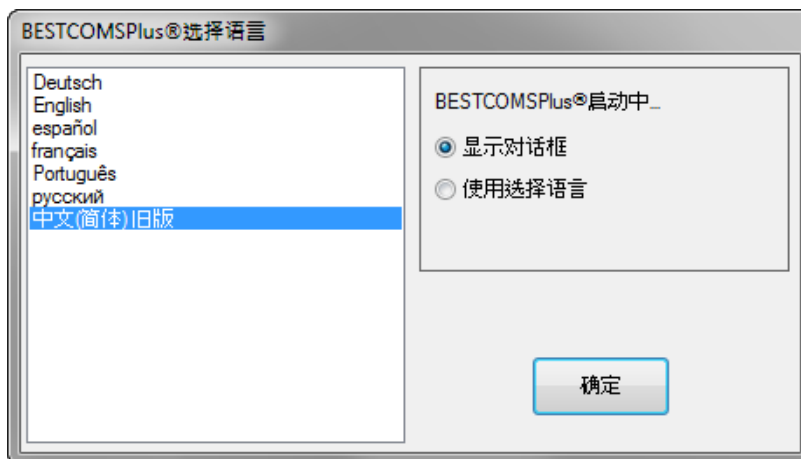 BESTCOMSPlus®选择语言
Deutsch
English
español
français
Português
русский
中文(简体)旧版
BESTCOMSPlus®启动中...
显示对话框
使用选择语言
确定